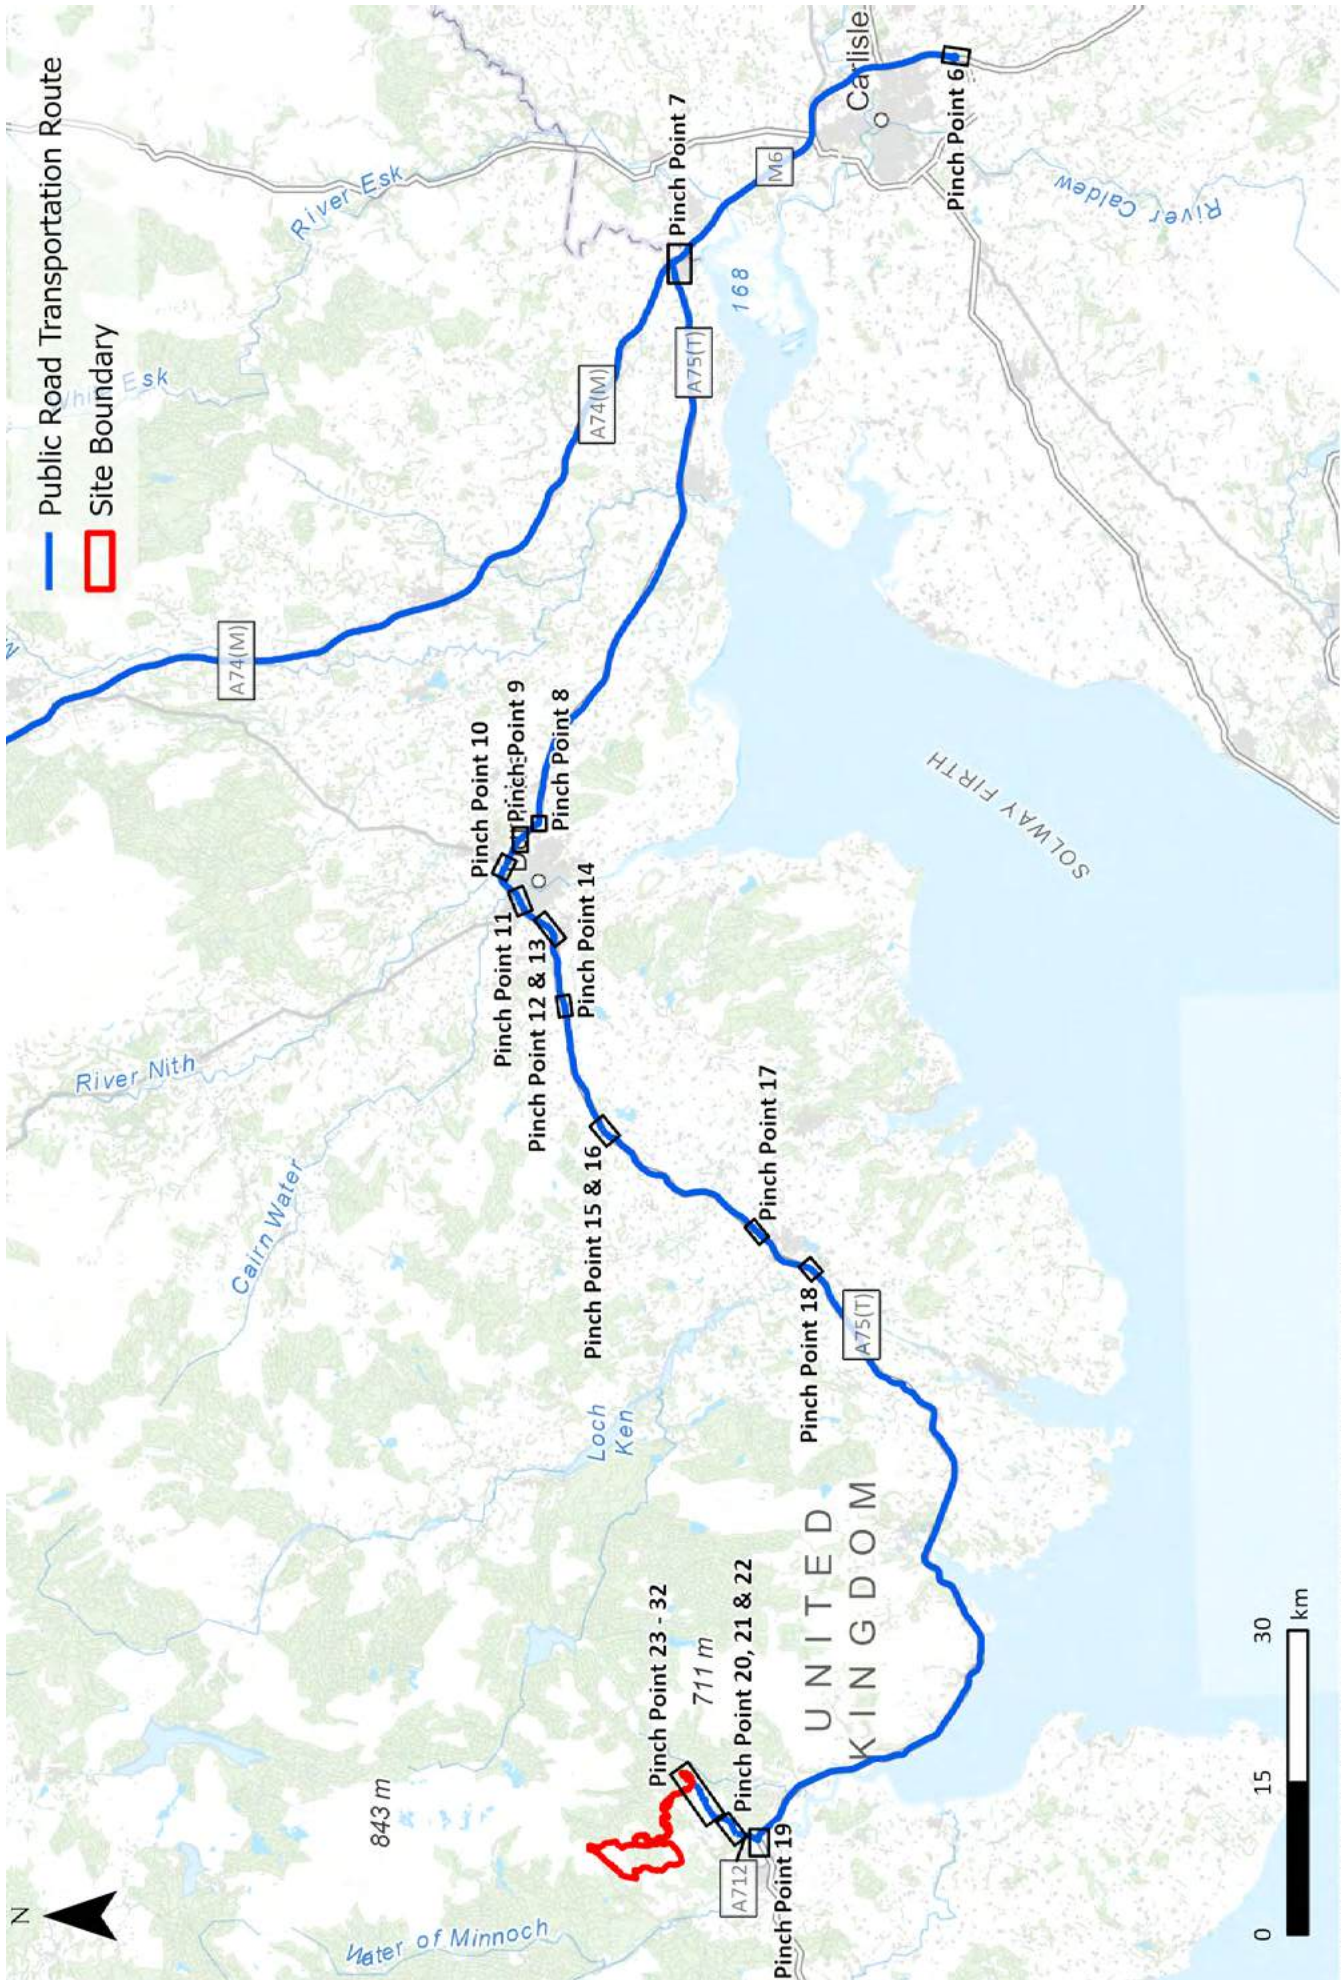 N
Public Road Transportation Route
Site Boundary
River Esk
Esk
A74(M)
A74(M)
A75(T)
M6
Carlisle
168
River Caldew
Pinch Point 6
Pinch Point 7
Pinch Point 8
Pinch Point 9
Pinch Point 10
Pinch Point 11
Pinch Point 12 & 13
Pinch Point 14
Pinch Point 15 & 16
Pinch Point 17
Pinch Point 18
A75(T)
SOLWAY FIRTH
River Nith
Cairn Water
Loch
Ken
UNITED
KINGDOM
Pinch Point 23 - 32
711 m
Pinch Point 20, 21 & 22
843 m
A712
Pinch Point 19
Water of Minnoch
0 15 30
km